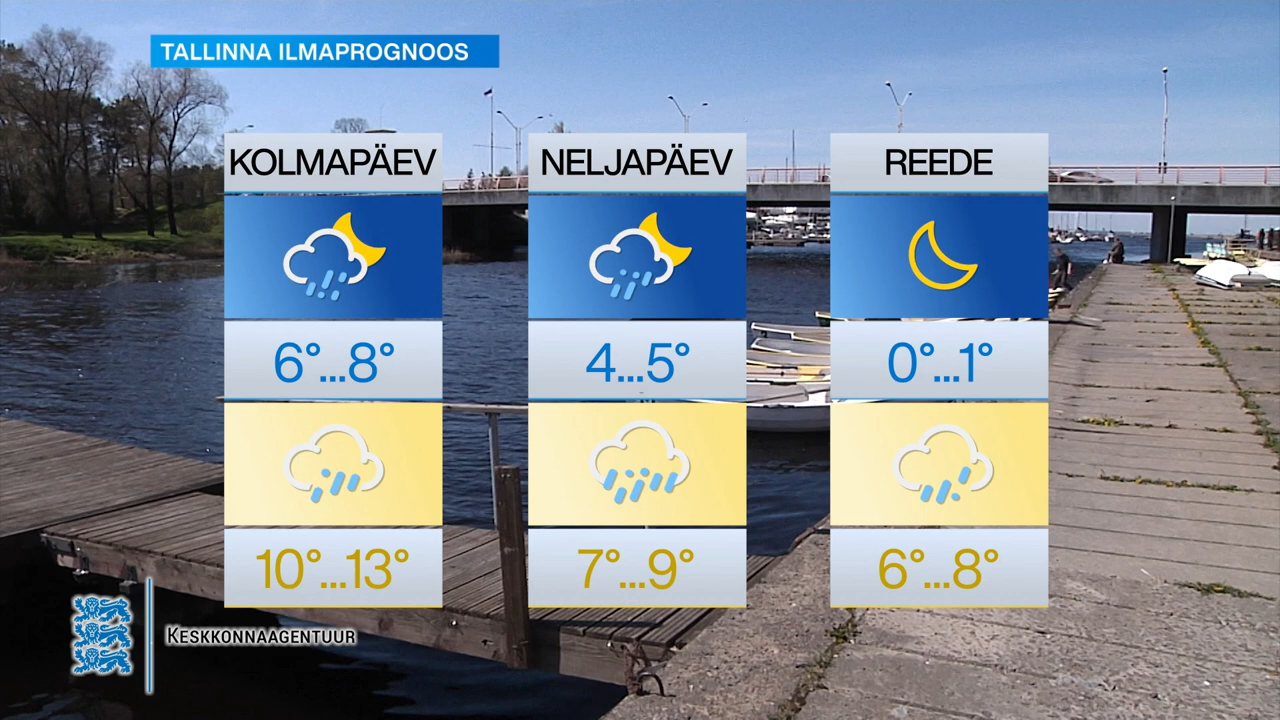 TALLINNA ILMAPROGNOOS
KOLMAPÄEV NELJAPÄEV REEDE
6°...8° 4...5° 0°...1°
10°...13° 7°...9° 6°...8°
KESKKONNAAGENTUUR